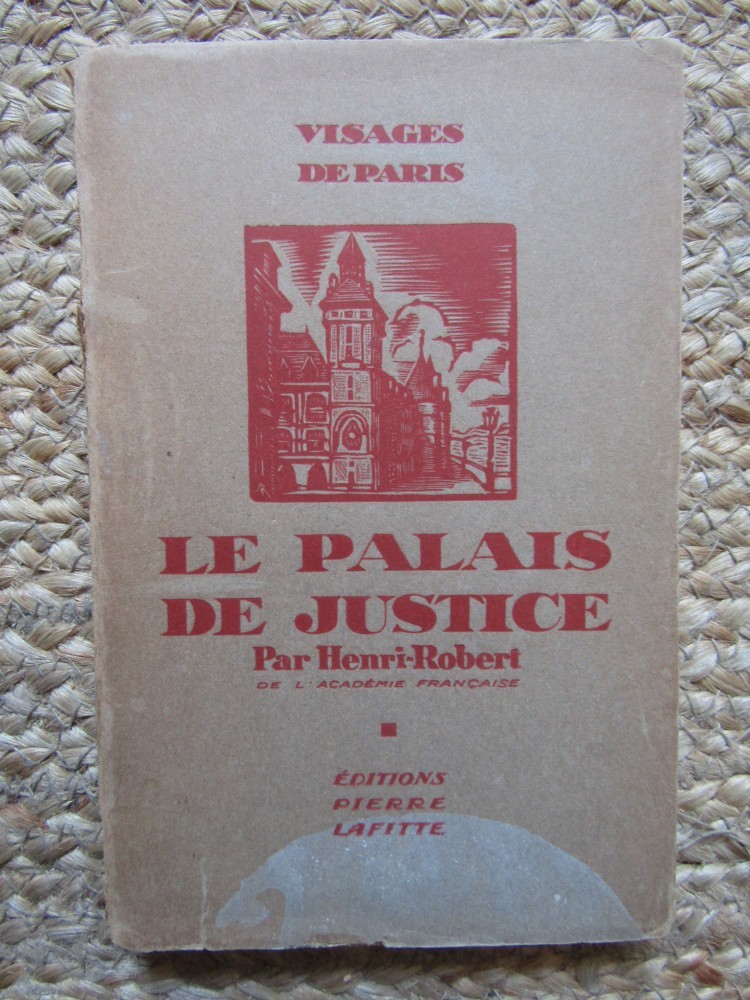 VISAGES
DE PARIS
LE PALAIS
DE JUSTICE
Par Henri-Robert
DE L'ACADÉMIE FRANÇAISE
ÉDITIONS
PIERRE
LAFITTE